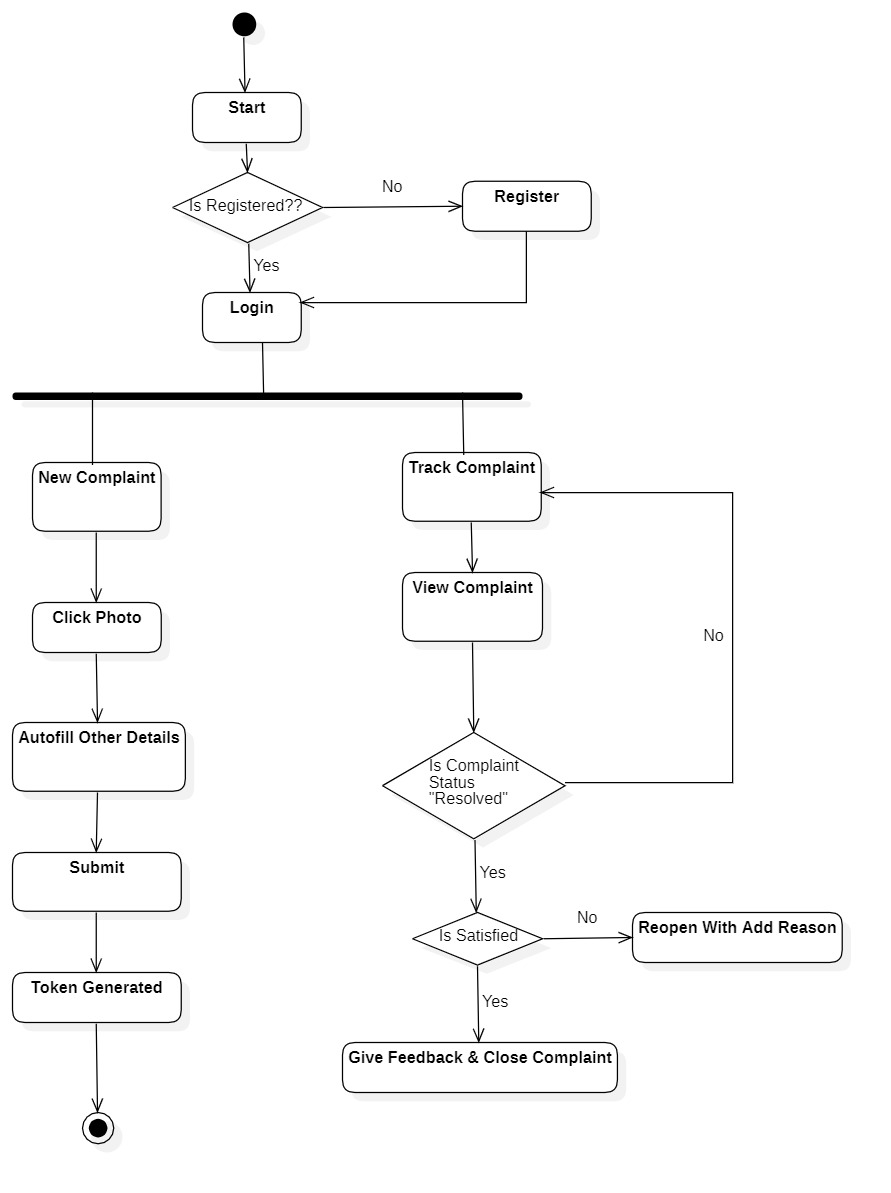 Start
Is Registered??
No
Register
Yes
Login
New Complaint
Track Complaint
Click Photo
View Complaint
No
Autofill Other Details
Is Complaint
Status
"Resolved"
Submit
Yes
No
Is Satisfied
Reopen With Add Reason
Token Generated
Yes
Give Feedback & Close Complaint